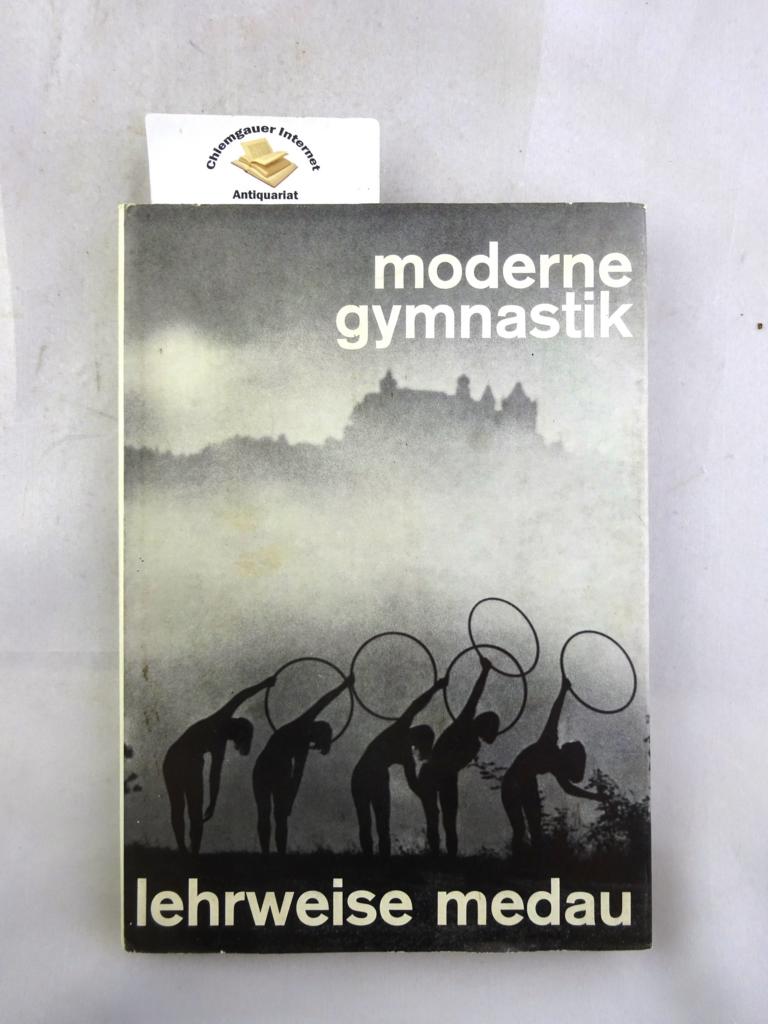 Chiemgauer Internet
Antiquariat
moderne
gymnastik
lehrweise medau